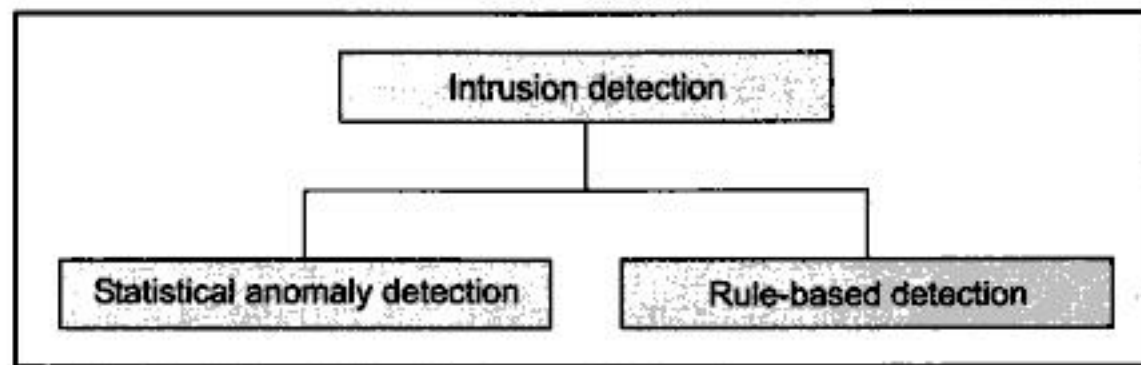 Intrusion detection
Statistical anomaly detection
Rule-based detection